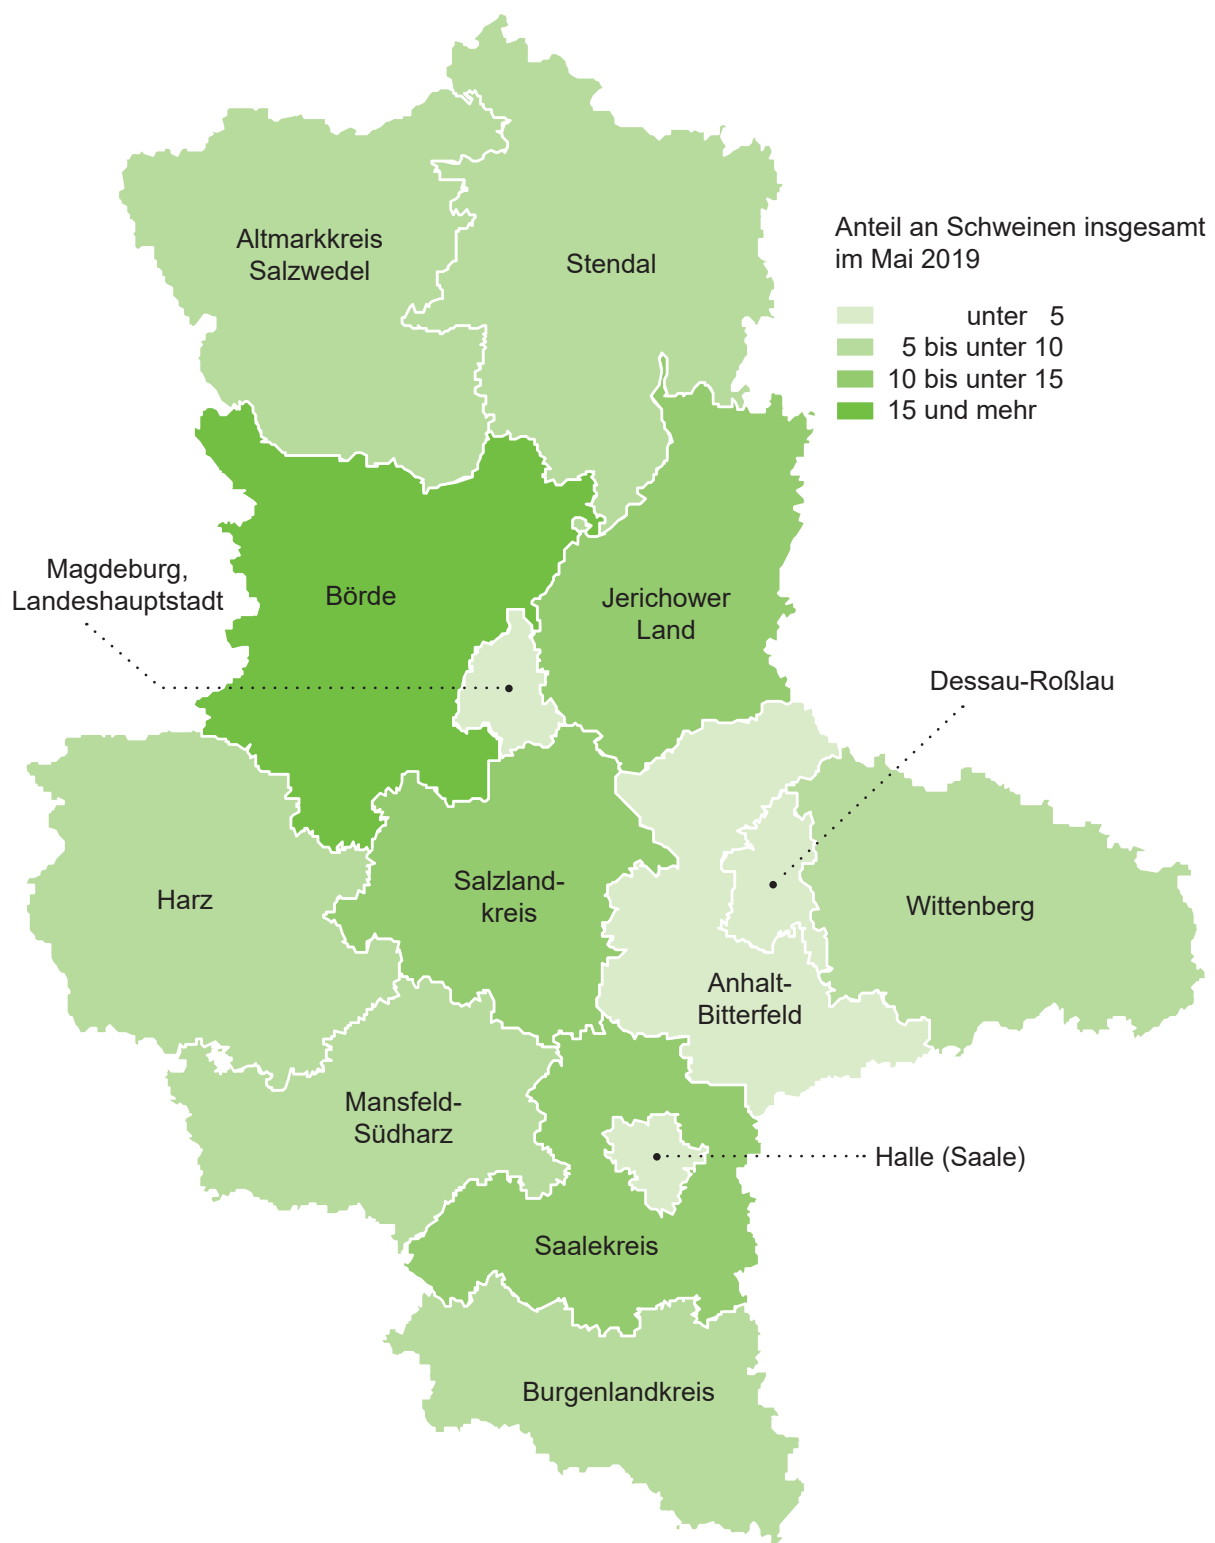 Anteil an Schweinen insgesamt
im Mai 2019
unter 5
5 bis unter 10
10 bis unter 15
15 und mehr
Altmarkkreis
Salzwedel
Stendal
Magdeburg,
Landeshauptstadt
Börde
Jerichower
Land
Dessau-Roßlau
Harz
Salzland-
kreis
Wittenberg
Anhalt-
Bitterfeld
Mansfeld-
Südharz
Halle (Saale)
Saalekreis
Burgenlandkreis